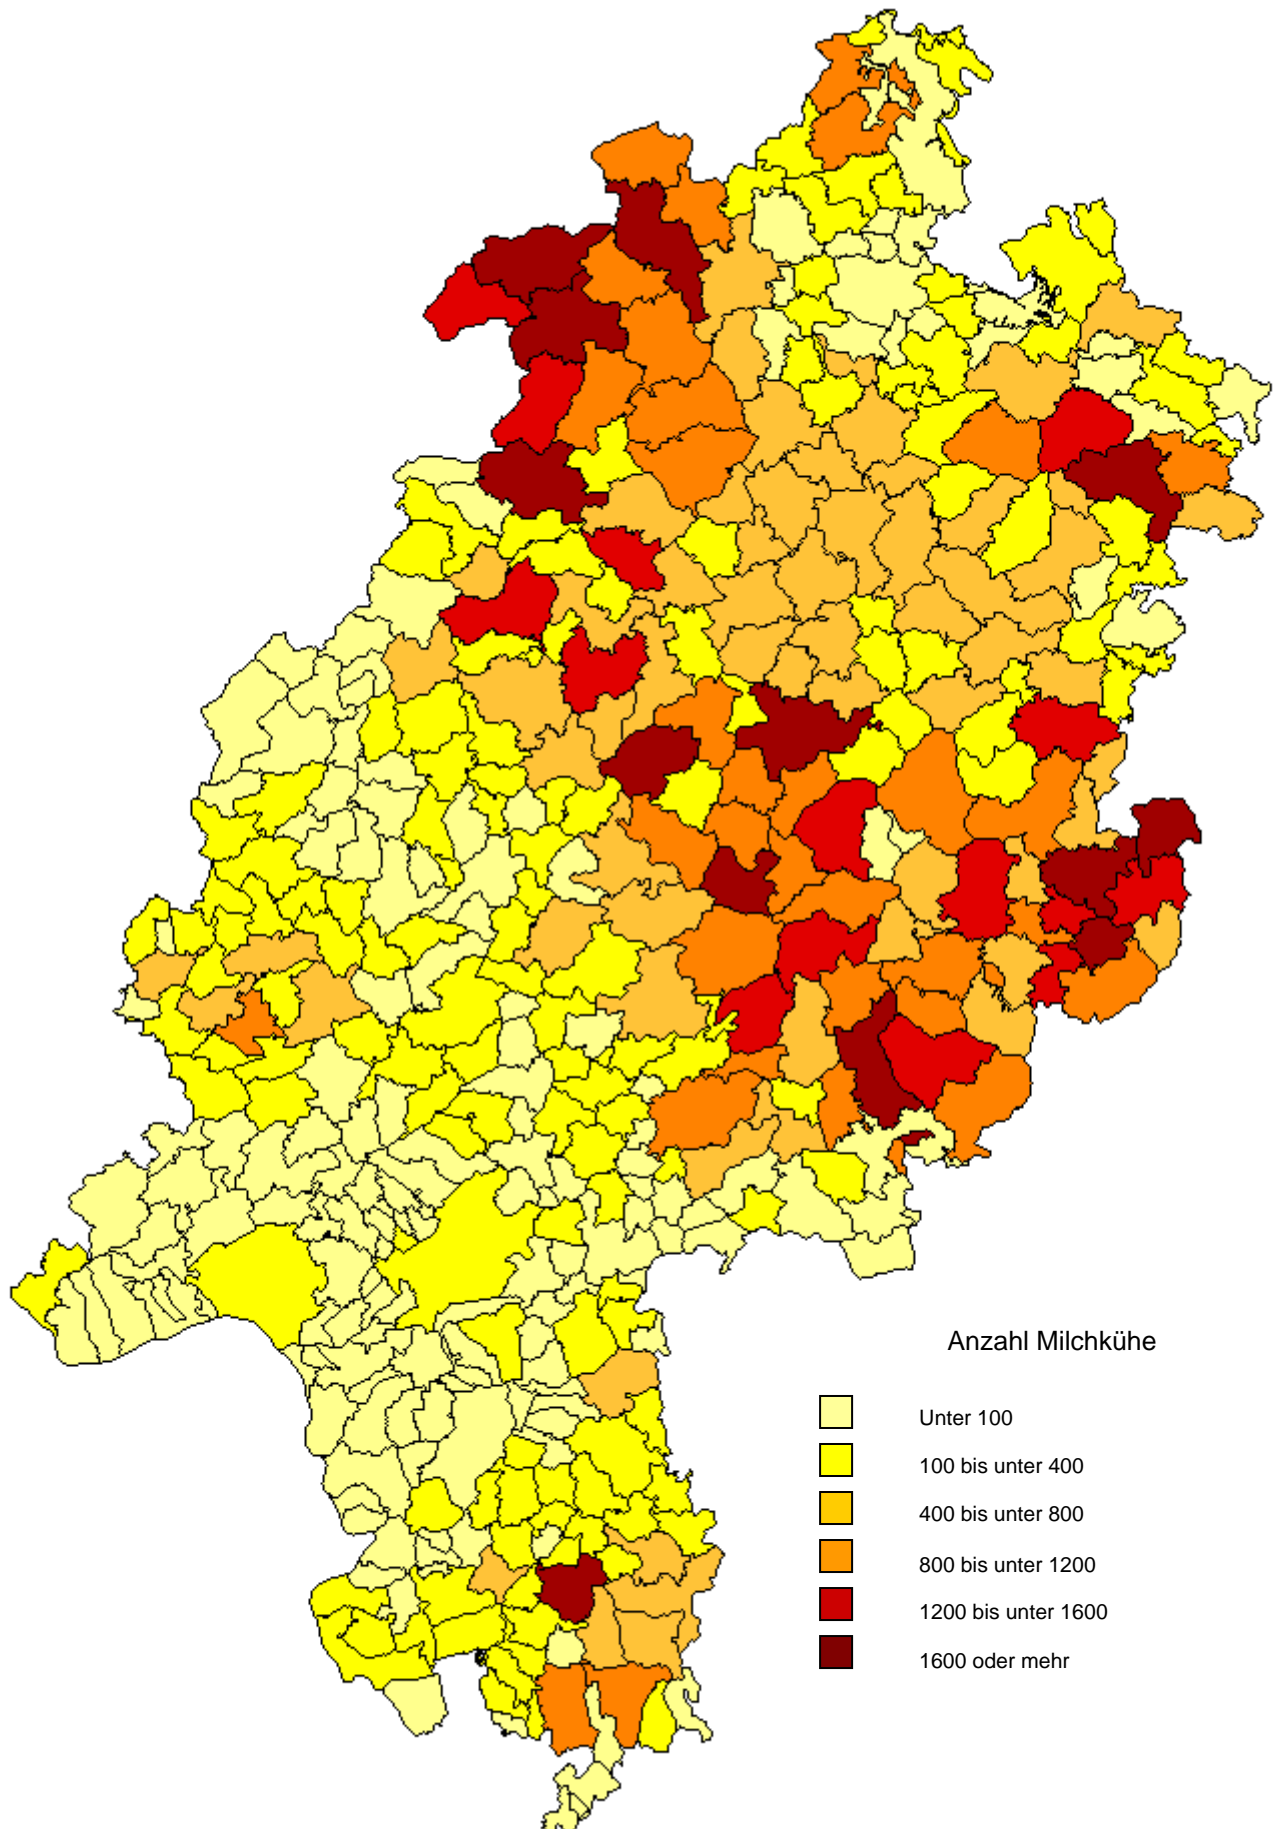 Anzahl Milchkühe
Unter 100
100 bis unter 400
400 bis unter 800
800 bis unter 1200
1200 bis unter 1600
1600 oder mehr